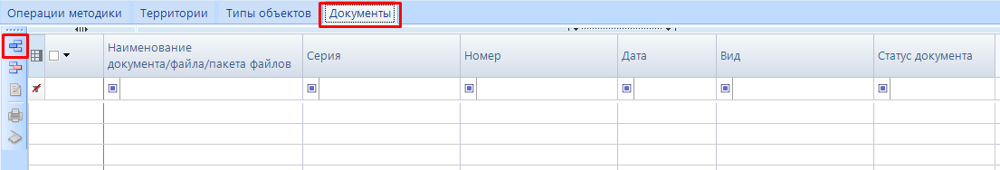 Операции методики Территории Типы объектов Документы
Наименование
документа/файла/пакета файлов Серия Номер Дата Вид Статус документа